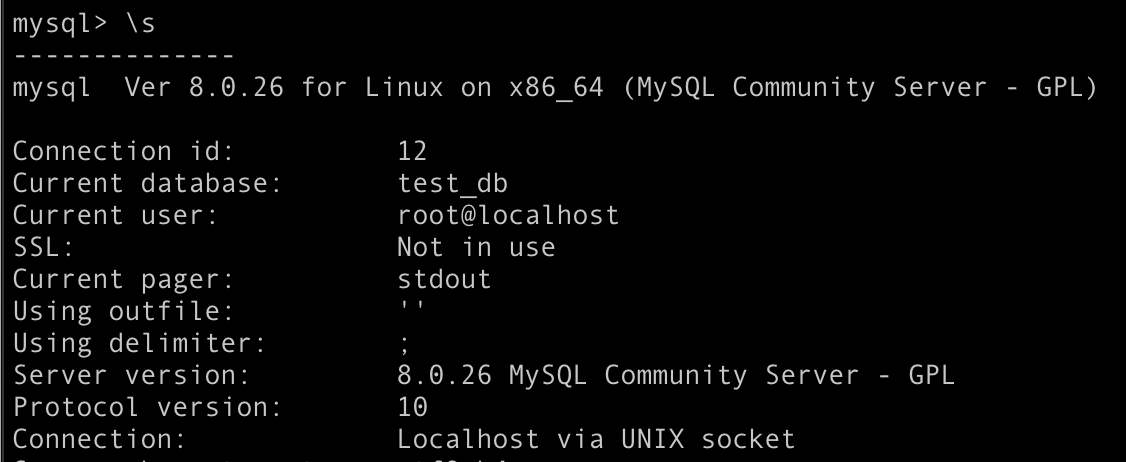 mysql> \s
--------------
mysql  Ver 8.0.26 for Linux on x86_64 (MySQL Community Server - GPL)
Connection id:          12
Current database:       test_db
Current user:           root@localhost
SSL:                    Not in use
Current pager:          stdout
Using outfile:          ''
Using delimiter:        ;
Server version:         8.0.26 MySQL Community Server - GPL
Protocol version:       10
Connection:             Localhost via UNIX socket